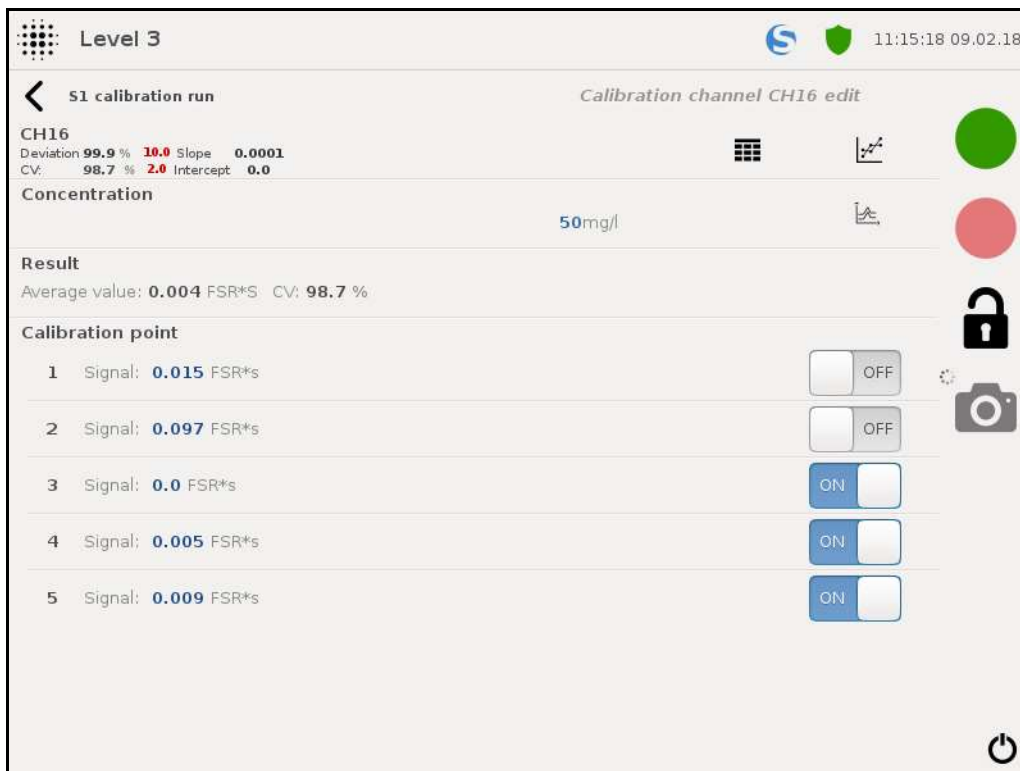 Level 3 S 11:15:18 09.02.18
S1 calibration run Calibration channel CH16 edit
CH16
Deviation 99.9 % 10.0 Slope 0.0001
CV: 98.7 % 2.0 Intercept 0.0
Concentration
50mg/l
Result
Average value: 0.004 FSR*S CV: 98.7 %
Calibration point
1 Signal: 0.015 FSR*s OFF
2 Signal: 0.097 FSR*s OFF
3 Signal: 0.0 FSR*s ON
4 Signal: 0.005 FSR*s ON
5 Signal: 0.009 FSR*s ON